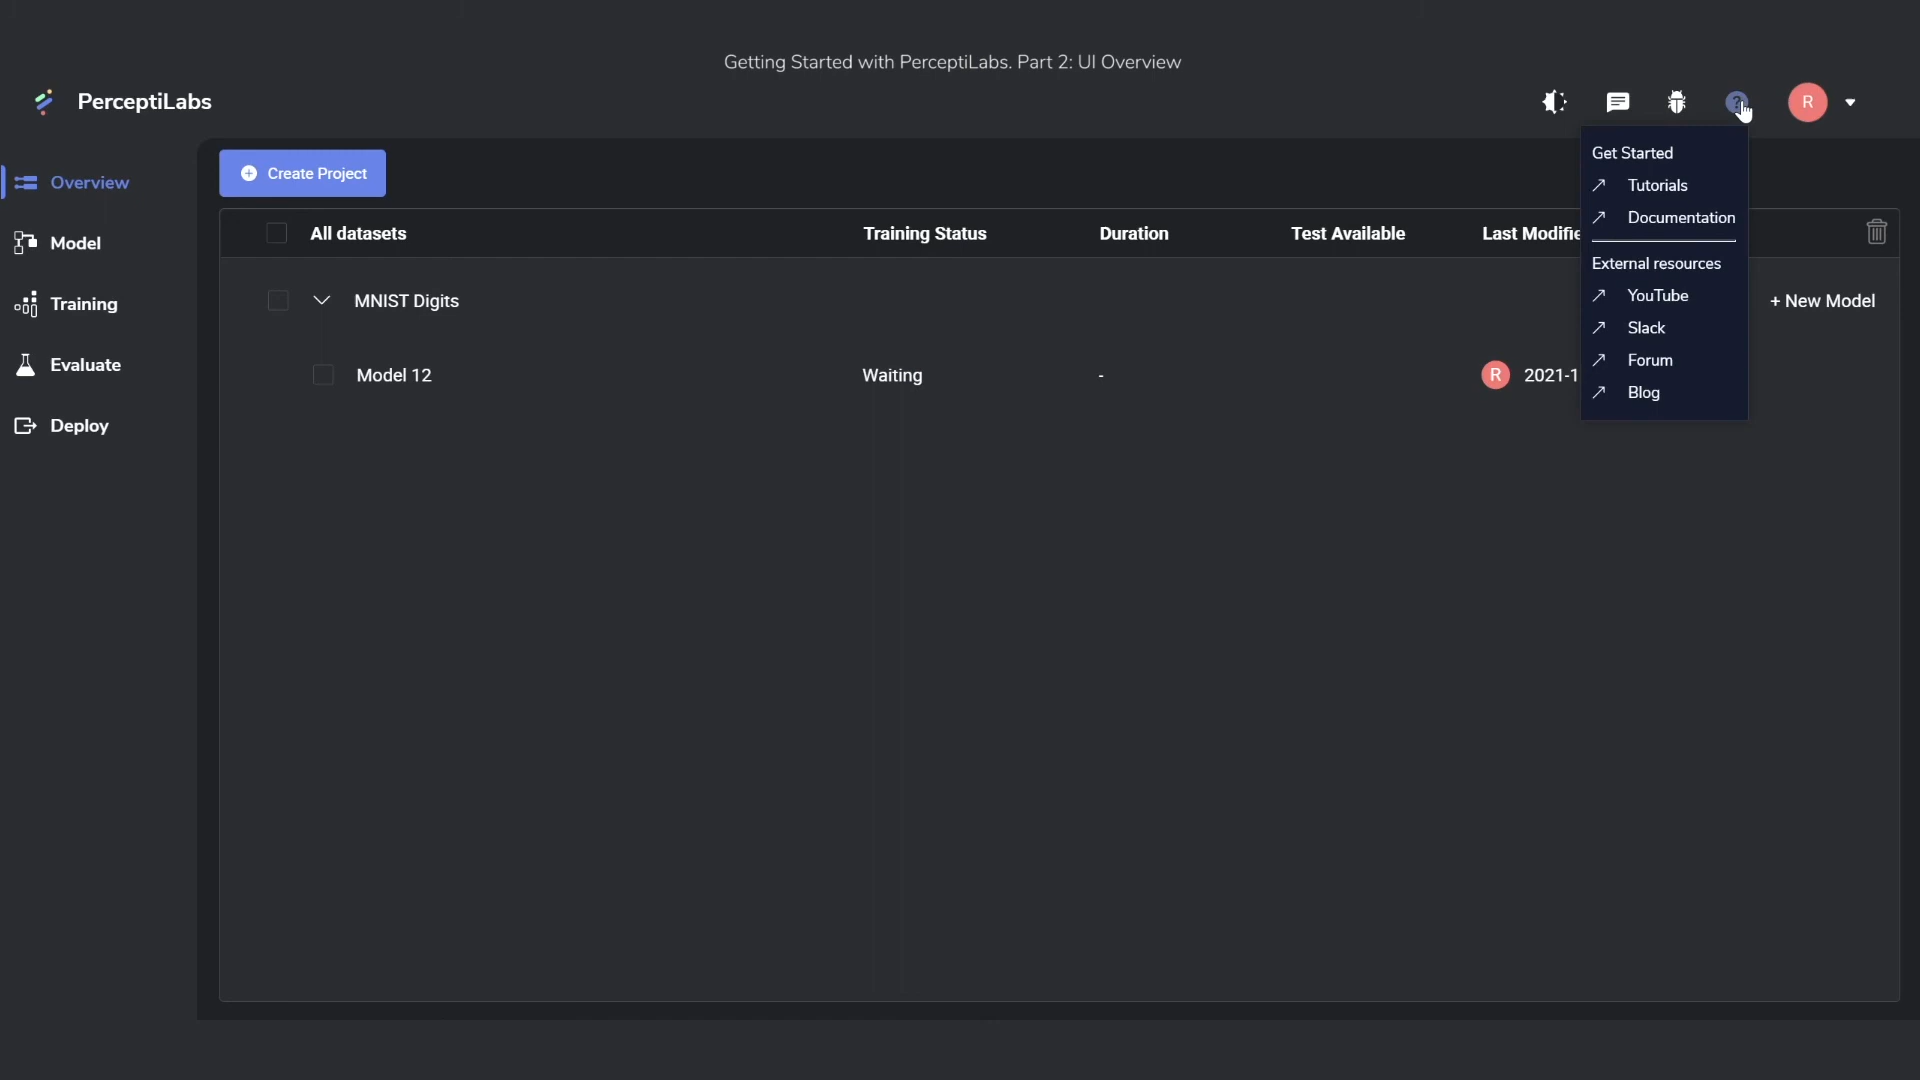 Getting Started with PerceptiLabs. Part 2: UI Overview
PerceptiLabs
?
R
Overview
Model
Training
Evaluate
Deploy
Create Project
Get Started
Tutorials
Documentation
External resources
YouTube
Slack
Forum
Blog
All datasets
Training Status
Duration
Test Available
Last Modifie
MNIST Digits
+ New Model
Model 12
Waiting
-
R
2021-1